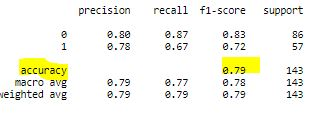 precision recall f1-score support
0 0.80 0.87 0.83 86
1 0.78 0.67 0.72 57
accuracy 0.79 143
macro avg 0.79 0.77 0.78 143
weighted avg 0.79 0.79 0.79 143